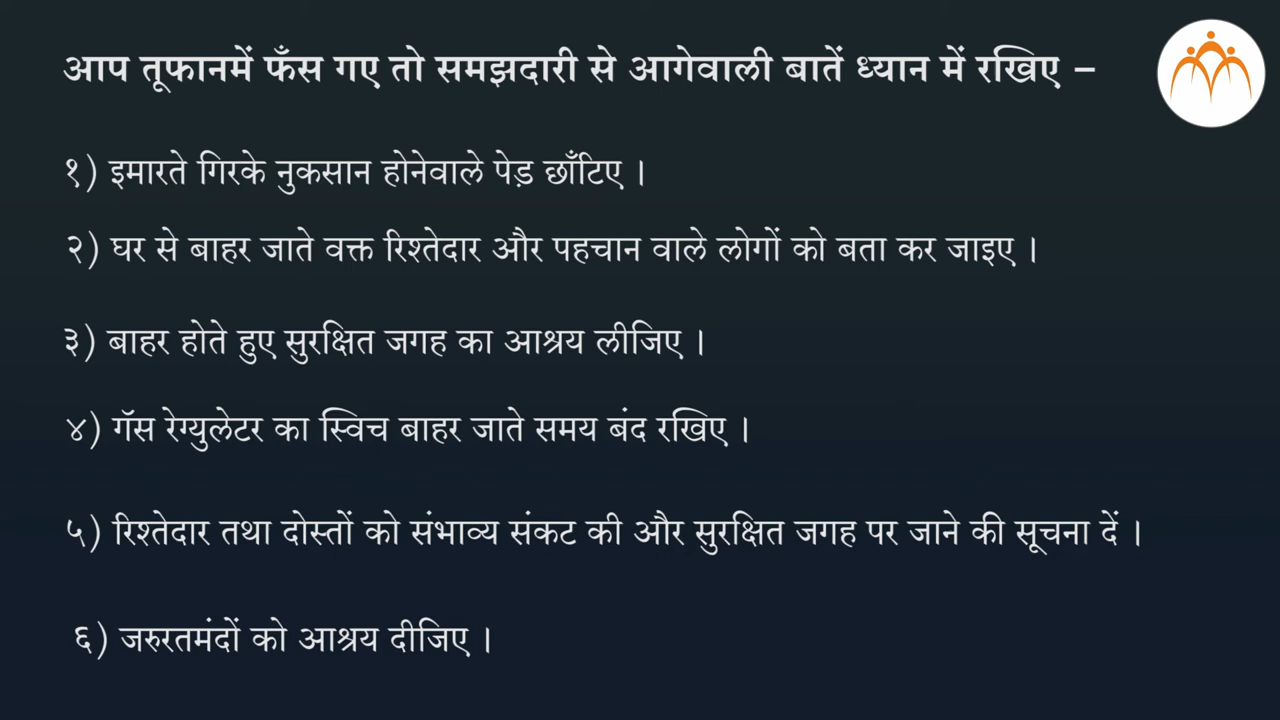 आप तूफानमें फँस गए तो समझदारी से आगेवाली बातें ध्यान में रखिए –
१) इमारते गिरके नुकसान होनेवाले पेड़ छाँटिए ।
२) घर से बाहर जाते वक्त रिश्तेदार और पहचान वाले लोगों को बता कर जाइए ।
३) बाहर होते हुए सुरक्षित जगह का आश्रय लीजिए ।
४) गॅस रेग्युलेटर का स्विच बाहर जाते समय बंद रखिए ।
५) रिश्तेदार तथा दोस्तों को संभाव्य संकट की और सुरक्षित जगह पर जाने की सूचना दें ।
६) जरुरतमंदों को आश्रय दीजिए ।